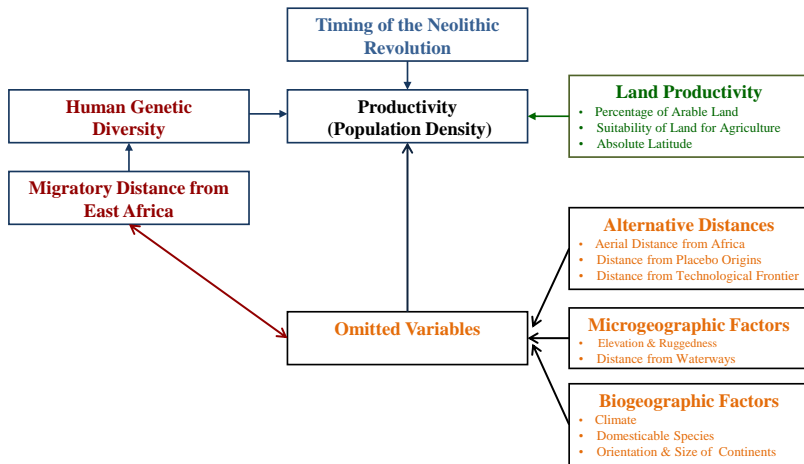 Timing of the Neolithic
Revolution
Human Genetic
Diversity
Productivity
(Population Density)
Land Productivity
• Percentage of Arable Land
• Suitability of Land for Agriculture
• Absolute Latitude
Migratory Distance from
East Africa
Alternative Distances
• Aerial Distance from Africa
• Distance from Placebo Origins
• Distance from Technological Frontier
Omitted Variables
Microgeographic Factors
• Elevation & Ruggedness
• Distance from Waterways
Biogeographic Factors
• Climate
• Domesticable Species
• Orientation & Size of Continents